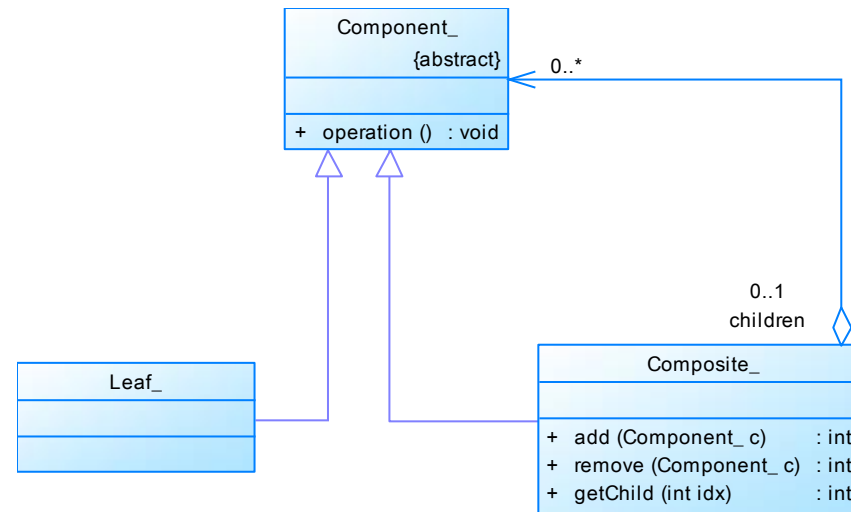 Component_
{abstract}
0..*
+ operation () : void
0..1
children
Leaf_
Composite_
+ add (Component_ c) : int
+ remove (Component_ c) : int
+ getChild (int idx) : int